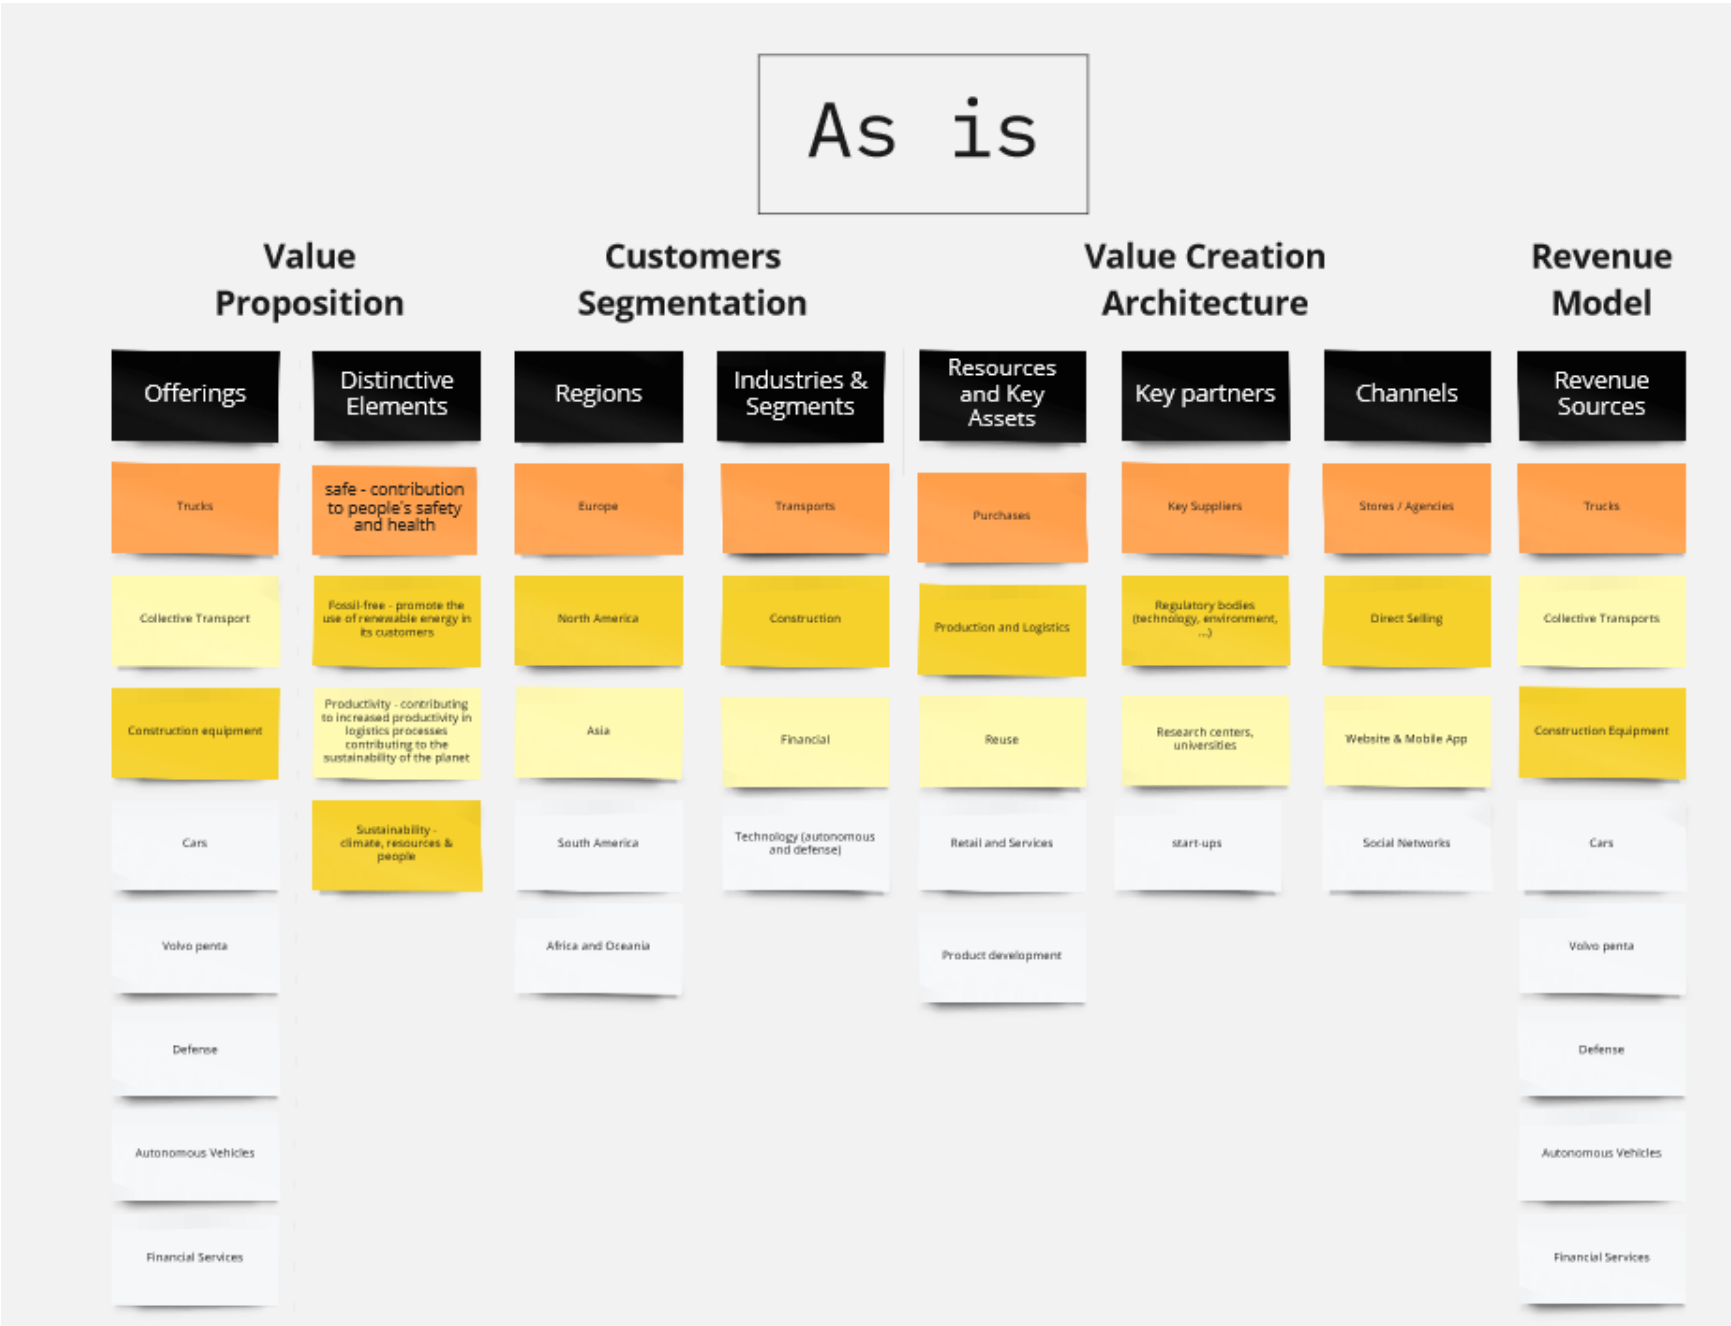 As is
Value
Proposition
Customers
Segmentation
Value Creation
Architecture
Revenue
Model
Offerings
Distinctive
Elements
Regions
Industries &
Segments
Resources
and Key
Assets
Key partners
Channels
Revenue
Sources
Trucks
safe - contribution
to people's safety
and health
Europe
Transports
Purchases
Key Suppliers
Stores / Agencies
Trucks
Collective Transport
Fossil-free - promote the
use of renewable energy in
its customers
North America
Construction
Production and Logistics
Regulatory bodies
(technology, environment,
...)
Direct Selling
Collective Transports
Construction equipment
Productivity - contributing
to increased productivity in
logistics processes
contributing to the
sustainability of the planet
Asia
Financial
Reuse
Research centers,
universities
Website & Mobile App
Construction Equipment
Cars
Sustainability -
climate, resources &
people
South America
Technology (autonomous
and defense)
Retail and Services
start-ups
Social Networks
Cars
Volvo penta
Africa and Oceania
Product development
Volvo penta
Defense
Defense
Autonomous Vehicles
Autonomous Vehicles
Financial Services
Financial Services